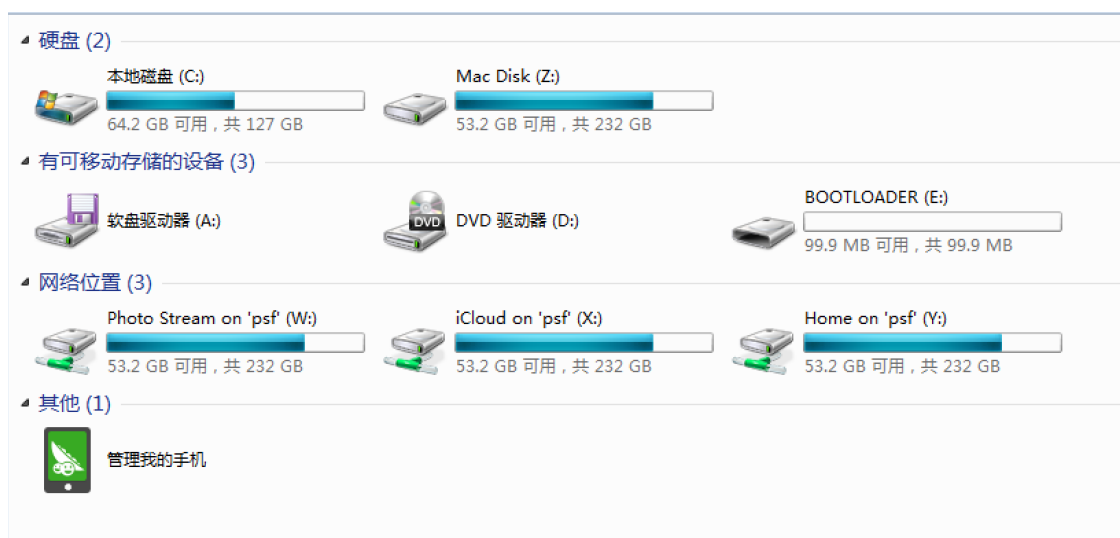 硬盘 (2)
本地磁盘 (C:)
64.2 GB 可用，共 127 GB
Mac Disk (Z:)
53.2 GB 可用，共 232 GB
有可移动存储的设备 (3)
软盘驱动器 (A:)
DVD
DVD 驱动器 (D:)
BOOTLOADER (E:)
99.9 MB 可用，共 99.9 MB
网络位置 (3)
Photo Stream on 'psf' (W:)
53.2 GB 可用，共 232 GB
iCloud on 'psf' (X:)
53.2 GB 可用，共 232 GB
Home on 'psf' (Y:)
53.2 GB 可用，共 232 GB
其他 (1)
管理我的手机